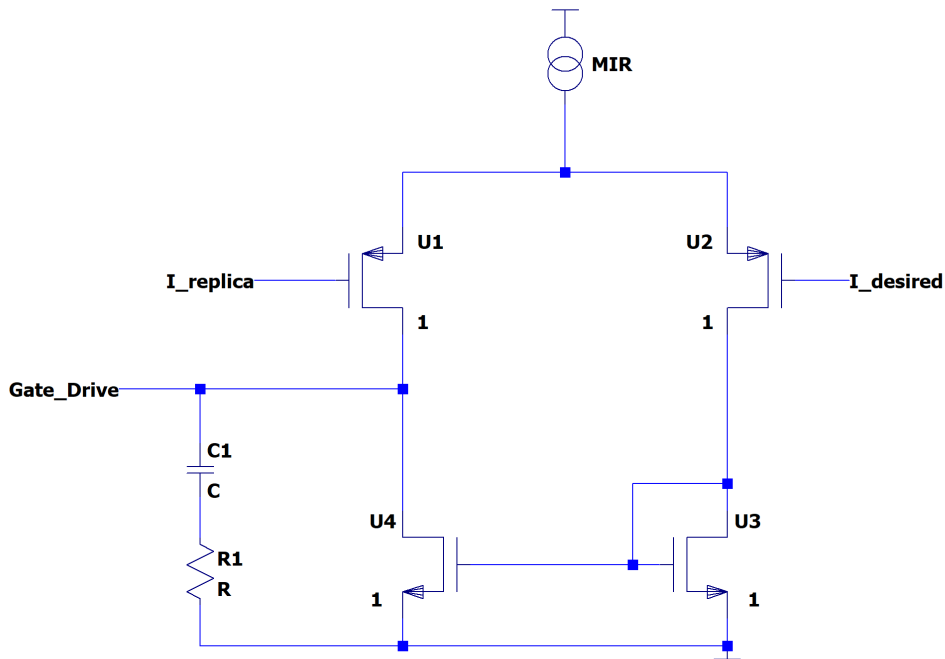 MIR
U1
U2
I_replica
I_desired
1
1
Gate_Drive
C1
C
U4
U3
R1
R
1
1